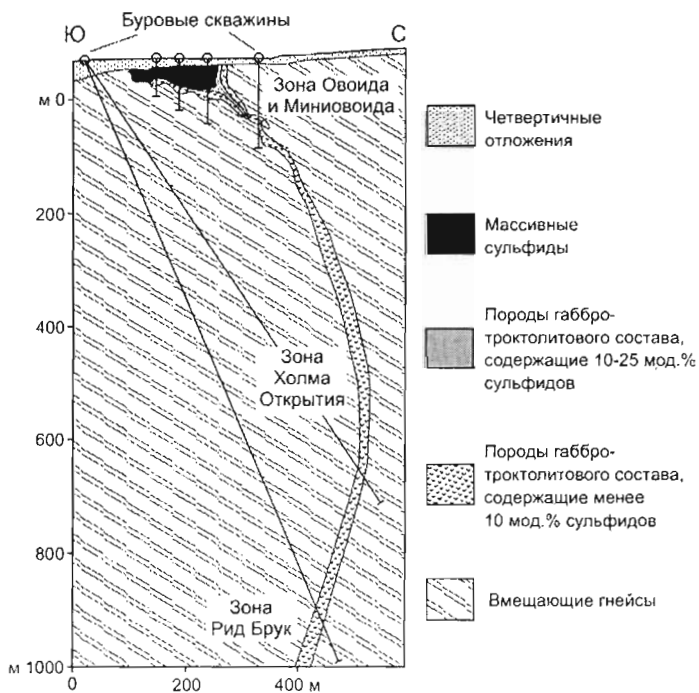 Буровые скважины
Ю
С
м 0
Зона Овоида
и Миниовоида
200
400
Зона
Холма
Открытия
600
800
Зона
Рид Брук
м 1000
0
200
400 м
Четвертичные
отложения
Массивные
сульфиды
Породы габбро-
троктолитового состава,
содержащие 10-25 мод.%
сульфидов
Породы габбро-
троктолитового состава,
содержащие менее
10 мод.% сульфидов
Вмещающие гнейсы